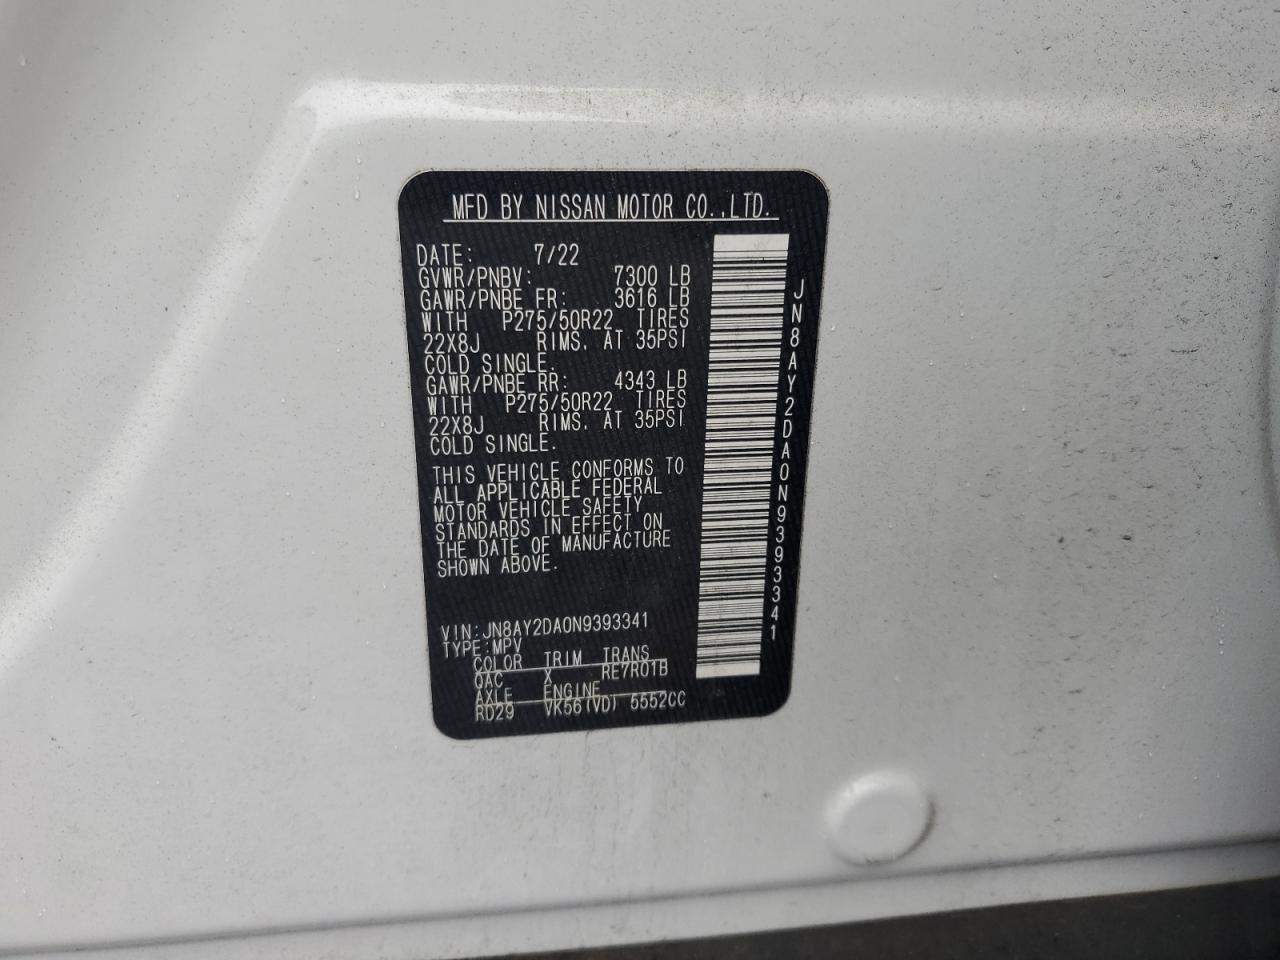 MFD BY NISSAN MOTOR CO.,LTD.
DATE: 7/22
GVWR/PNBV: 7300 LB
GAWR/PNBE FR: 3616 LB
WITH P275/50R22 TIRES
22X8J RIMS. AT 35PSI
COLD SINGLE.
GAWR/PNBE RR: 4343 LB
WITH P275/50R22 TIRES
22X8J RIMS. AT 35PSI
COLD SINGLE.
THIS VEHICLE CONFORMS TO
ALL APPLICABLE FEDERAL
MOTOR VEHICLE SAFETY
STANDARDS IN EFFECT ON
THE DATE OF MANUFACTURE
SHOWN ABOVE.
VIN:JN8AY2DA0N9393341
TYPE:MPV
COLOR TRIM TRANS
QAC X RE7R01B
AXLE ENGINE
RD29 VK56(VD) 5552CC
JN8AY2DA0N9393341